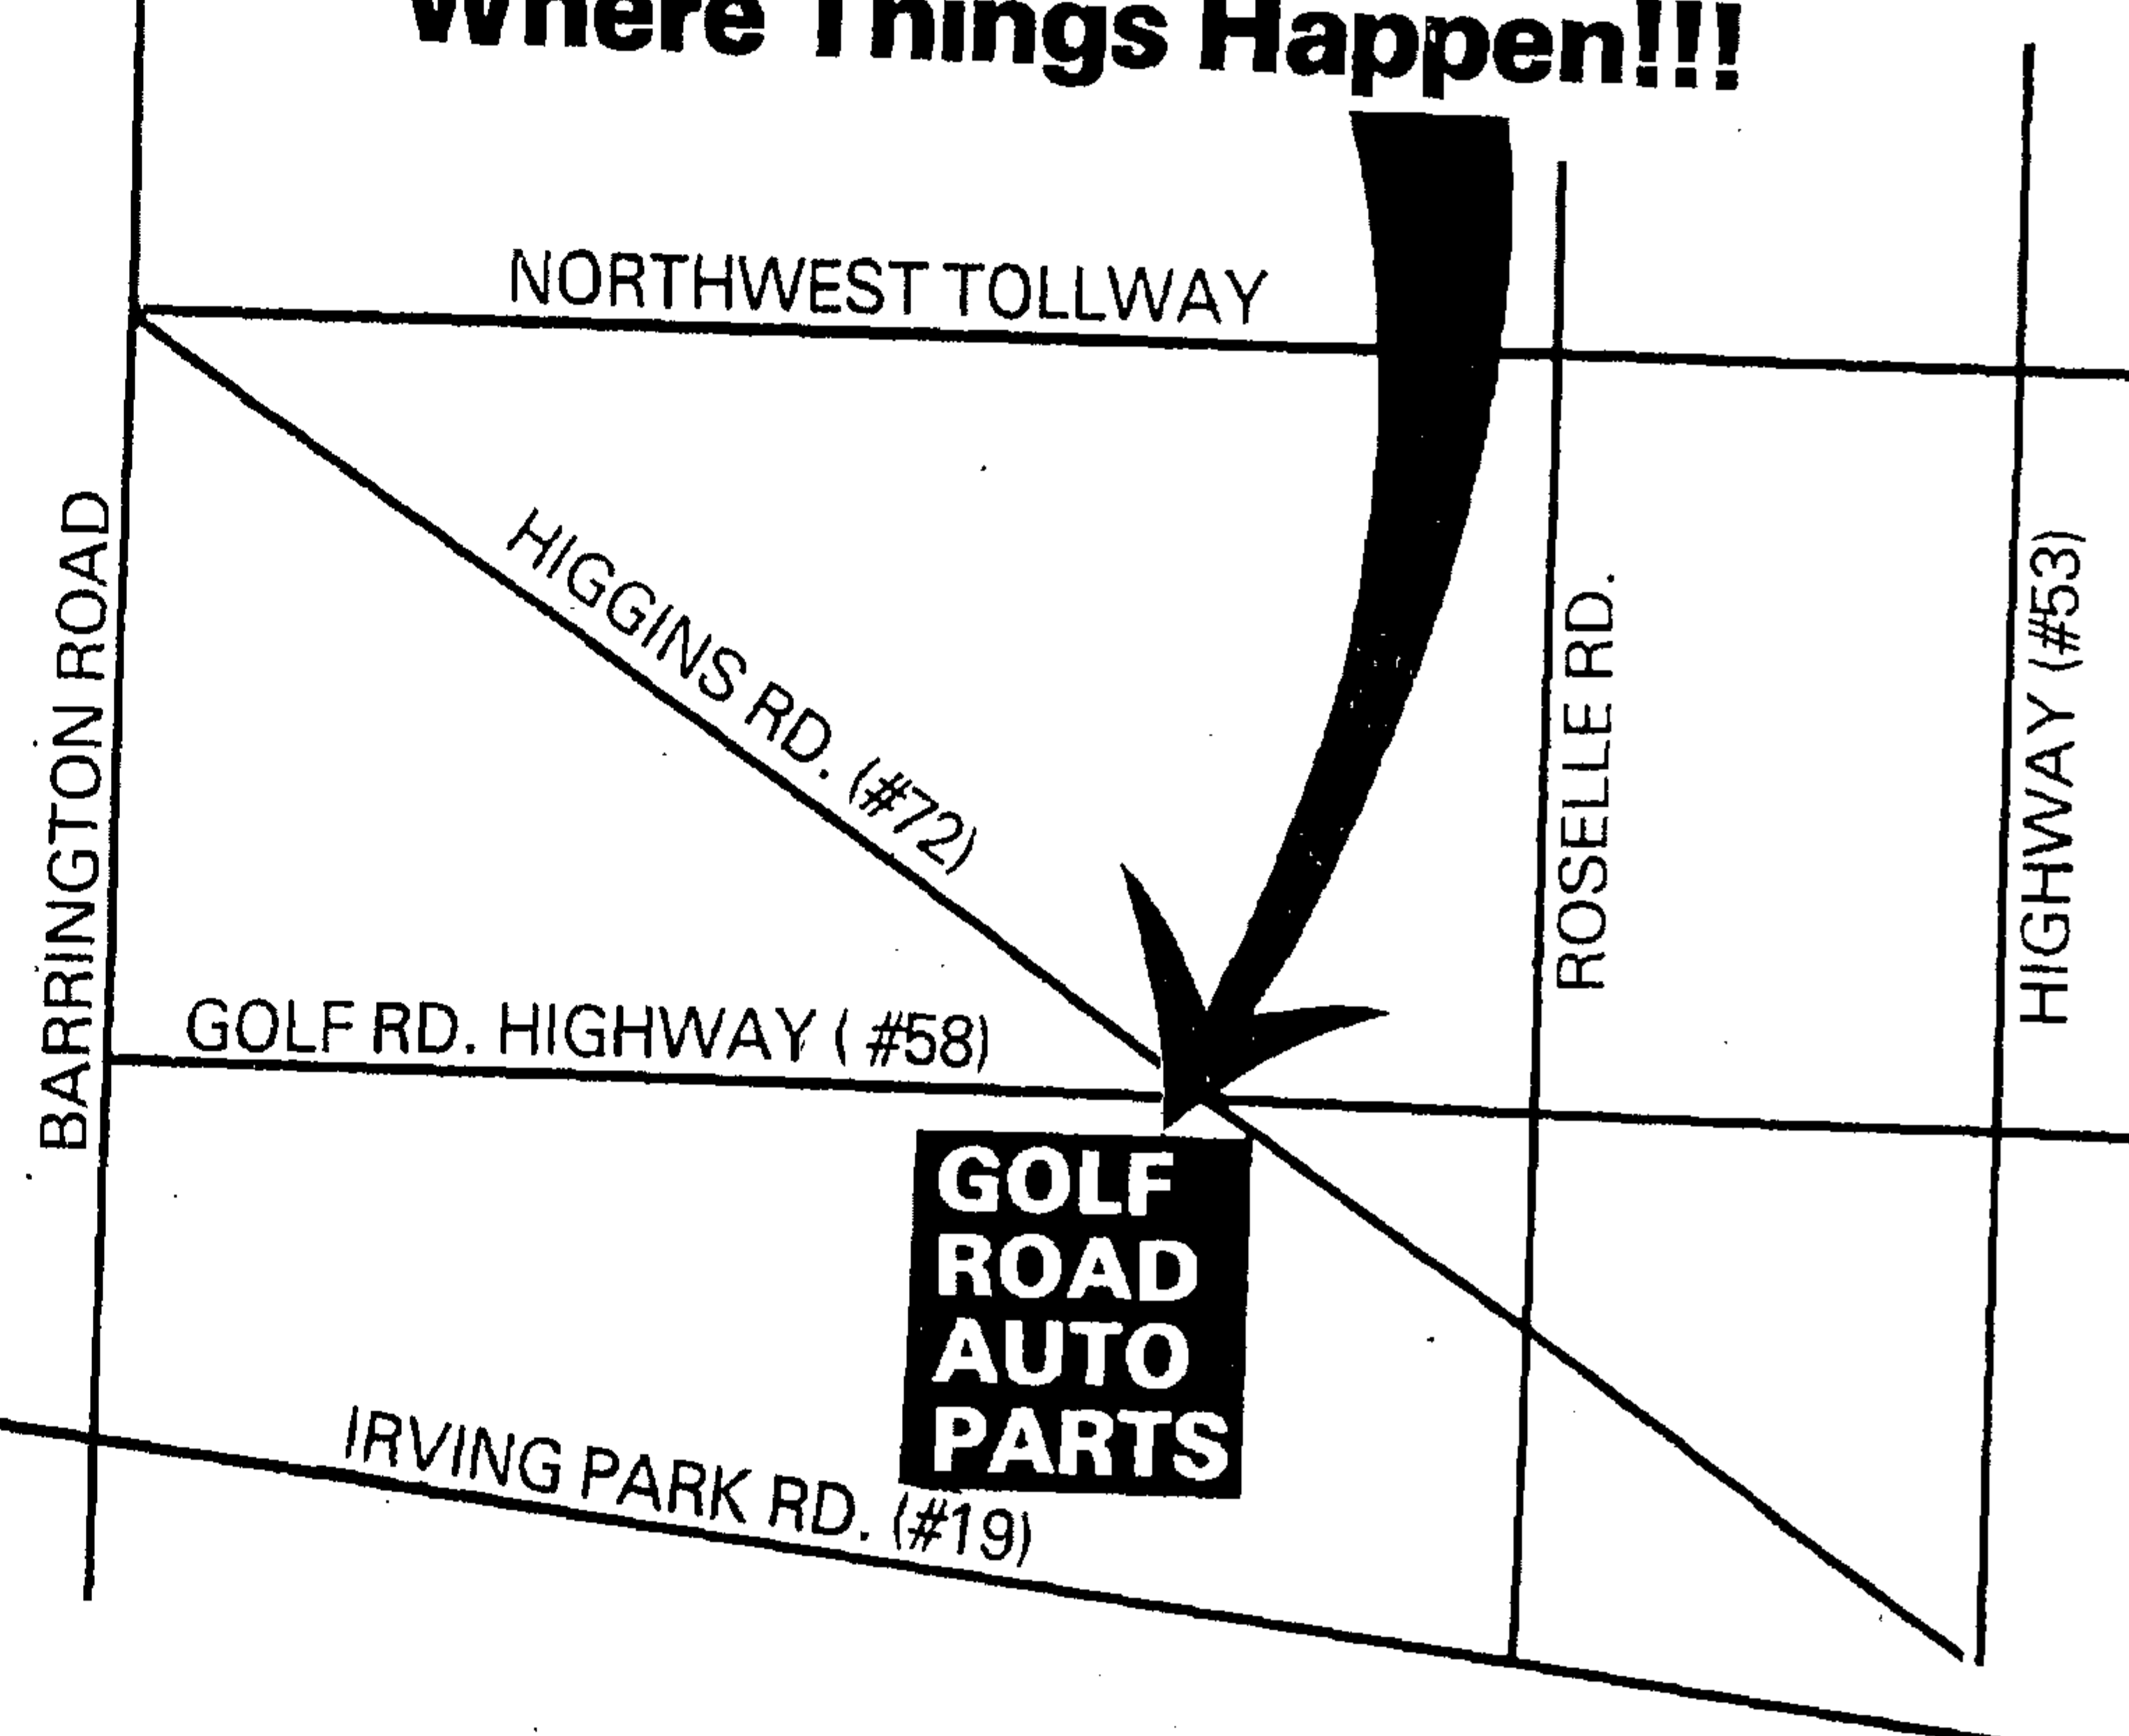 Where Things Happen!!!
NORTHWEST TOLLWAY
BARRINGTON ROAD
HIGGINS RD. (#72)
ROSELLE RD.
HIGHWAY (#53)
GOLF RD. HIGHWAY ( #58)
GOLF
ROAD
AUTO
PARTS
IRVING PARK RD. (#19)